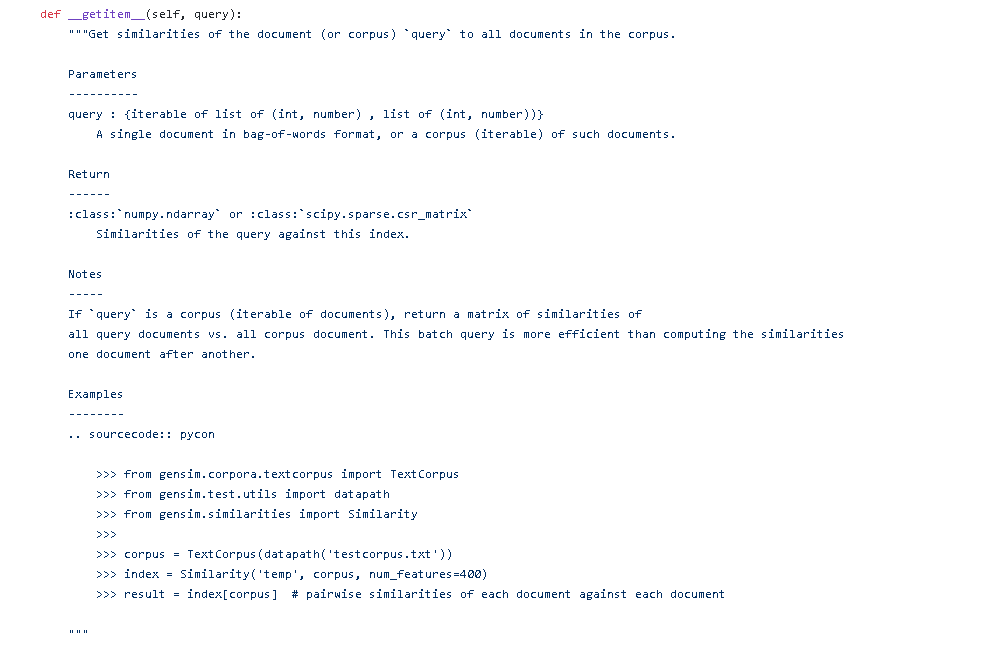 def __getitem__(self, query):
"""Get similarities of the document (or corpus) `query` to all documents in the corpus.
Parameters
----------
query : {iterable of list of (int, number) , list of (int, number))}
A single document in bag-of-words format, or a corpus (iterable) of such documents.
Return
------
:class:`numpy.ndarray` or :class:`scipy.sparse.csr_matrix`
Similarities of the query against this index.
Notes
-----
If `query` is a corpus (iterable of documents), return a matrix of similarities of
all query documents vs. all corpus document. This batch query is more efficient than computing the similarities
one document after another.
Examples
--------
.. sourcecode:: pycon
>>> from gensim.corpora.textcorpus import TextCorpus
>>> from gensim.test.utils import datapath
>>> from gensim.similarities import Similarity
>>>
>>> corpus = TextCorpus(datapath('testcorpus.txt'))
>>> index = Similarity('temp', corpus, num_features=400)
>>> result = index[corpus]  # pairwise similarities of each document against each document
"""